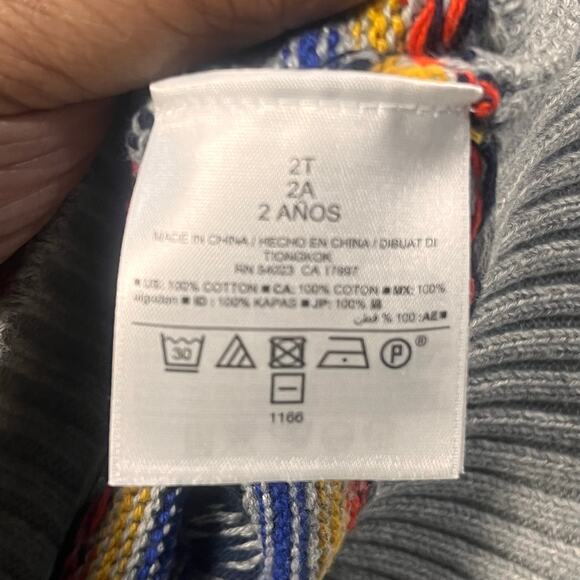 2T
2A
2 AÑOS
MADE IN CHINA / HECHO EN CHINA / DIBUAT DI
TIONGKOK
RN 54023 CA 17897
■ US: 100% COTTON ■ CA: 100% COTON ■ MX: 100%
algodon ■ ID : 100% KAPAS ■ JP: 100% 綿
■ AE: 100 % قطن
30
P®
1166